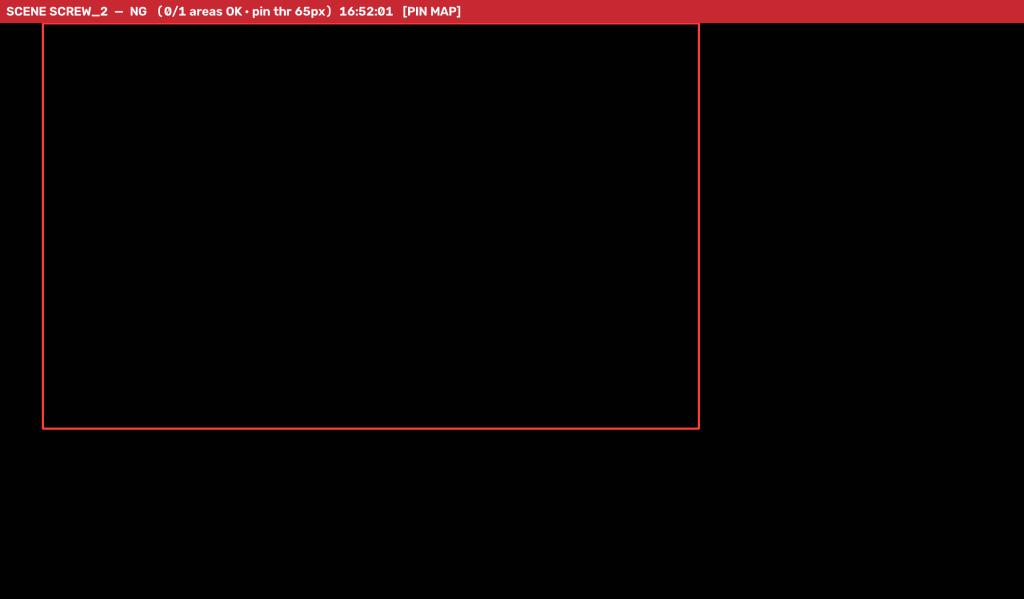 SCENE SCREW_2 — NG (0/1 areas OK · pin thr 65px) 16:52:01 [PIN MAP]